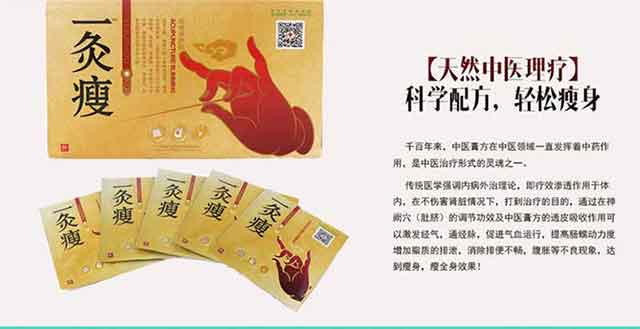 一灸瘦
ACUPUNCTURE SLIMMING
一灸瘦
一灸瘦
一灸瘦
一灸瘦
一灸瘦
【天然中医理疗】
科学配方，轻松瘦身
千百年来，中医膏方在中医领域一直发挥着中药作
用，是中医治疗形式的灵魂之一。
传统医学强调内病外治理论，即疗效渗透作用于体
内，在不伤害肾脏情况下，打到治疗的目的，通过在神
阙穴（肚脐）的调节功效及中医膏方的透皮吸收作用可
以激发经气，通经脉，促进气血运行，提高肠蠕动力度
增加脂质的排泄，消除排便不畅，腹胀等不良现象，达
到瘦身，瘦全身效果！